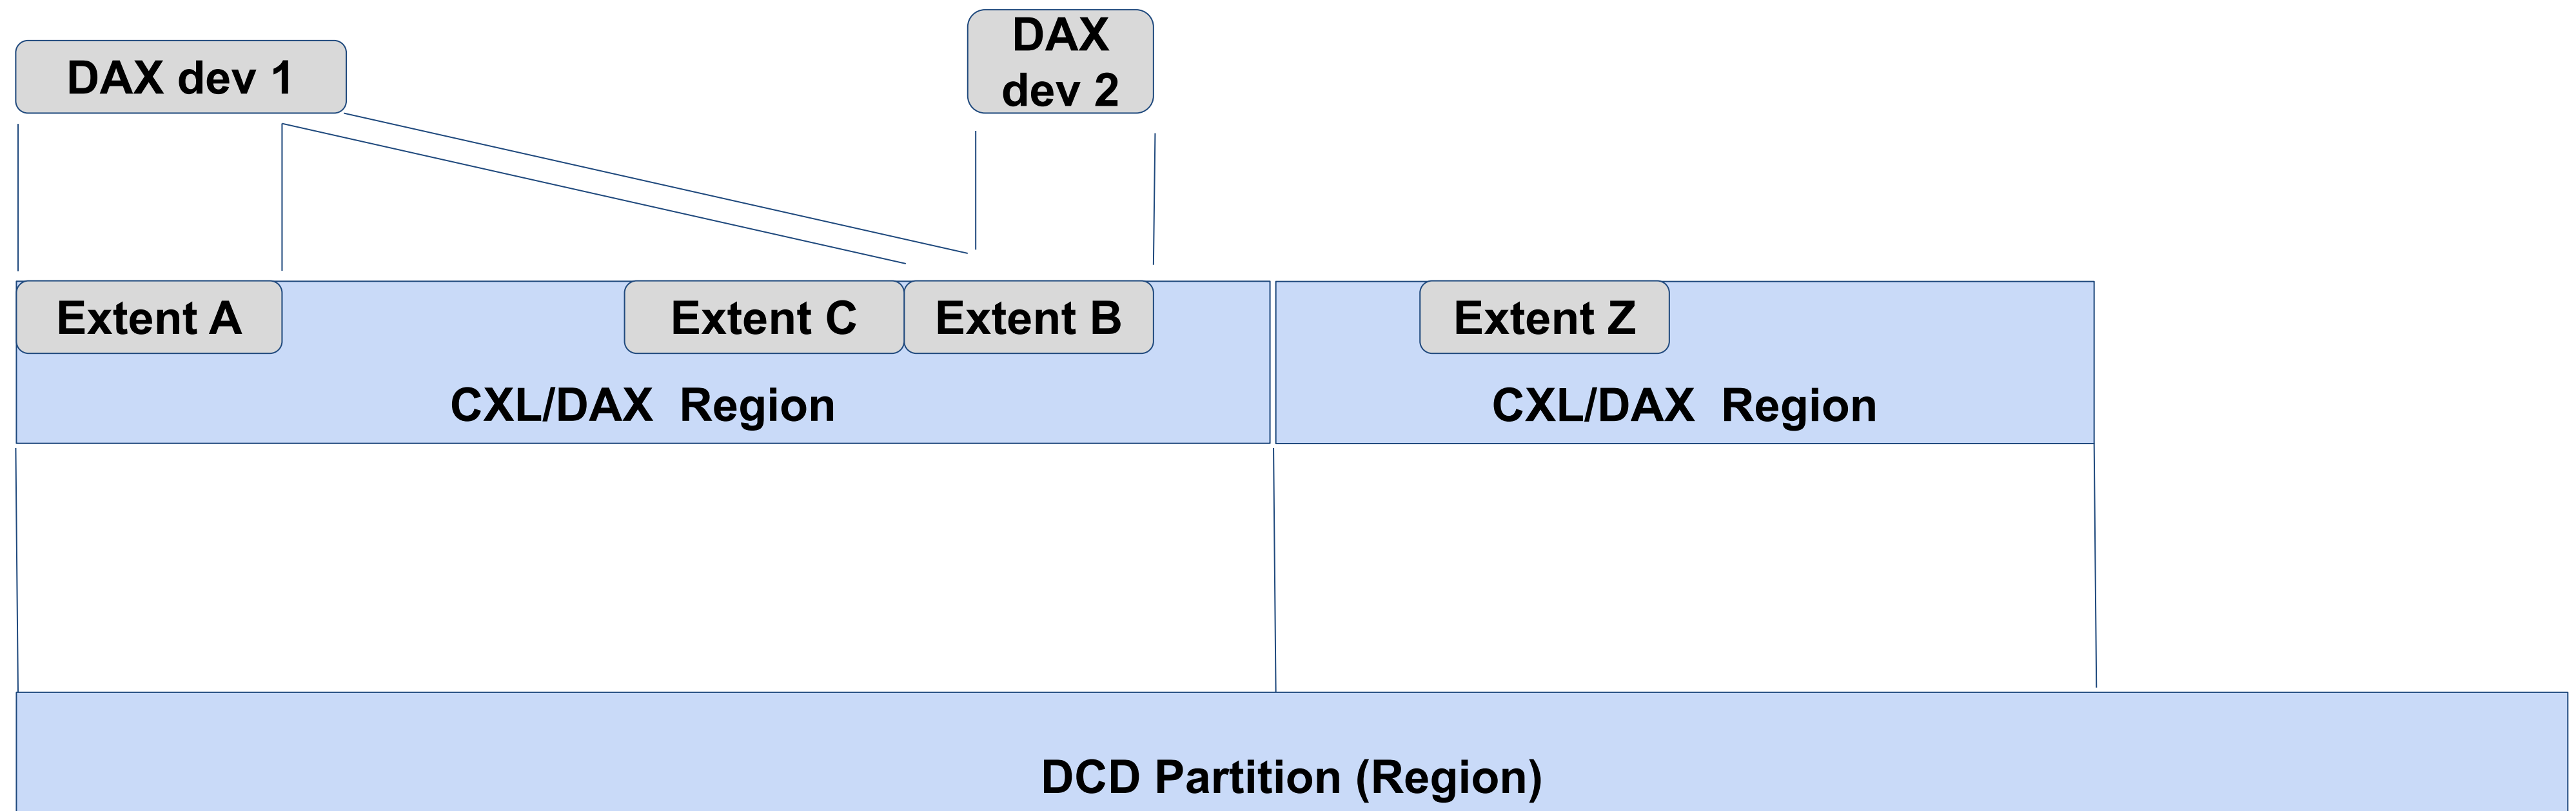 DAX dev 1
DAX
dev 2
Extent A
Extent C
Extent B
Extent Z
CXL/DAX  Region
CXL/DAX  Region
DCD Partition (Region)